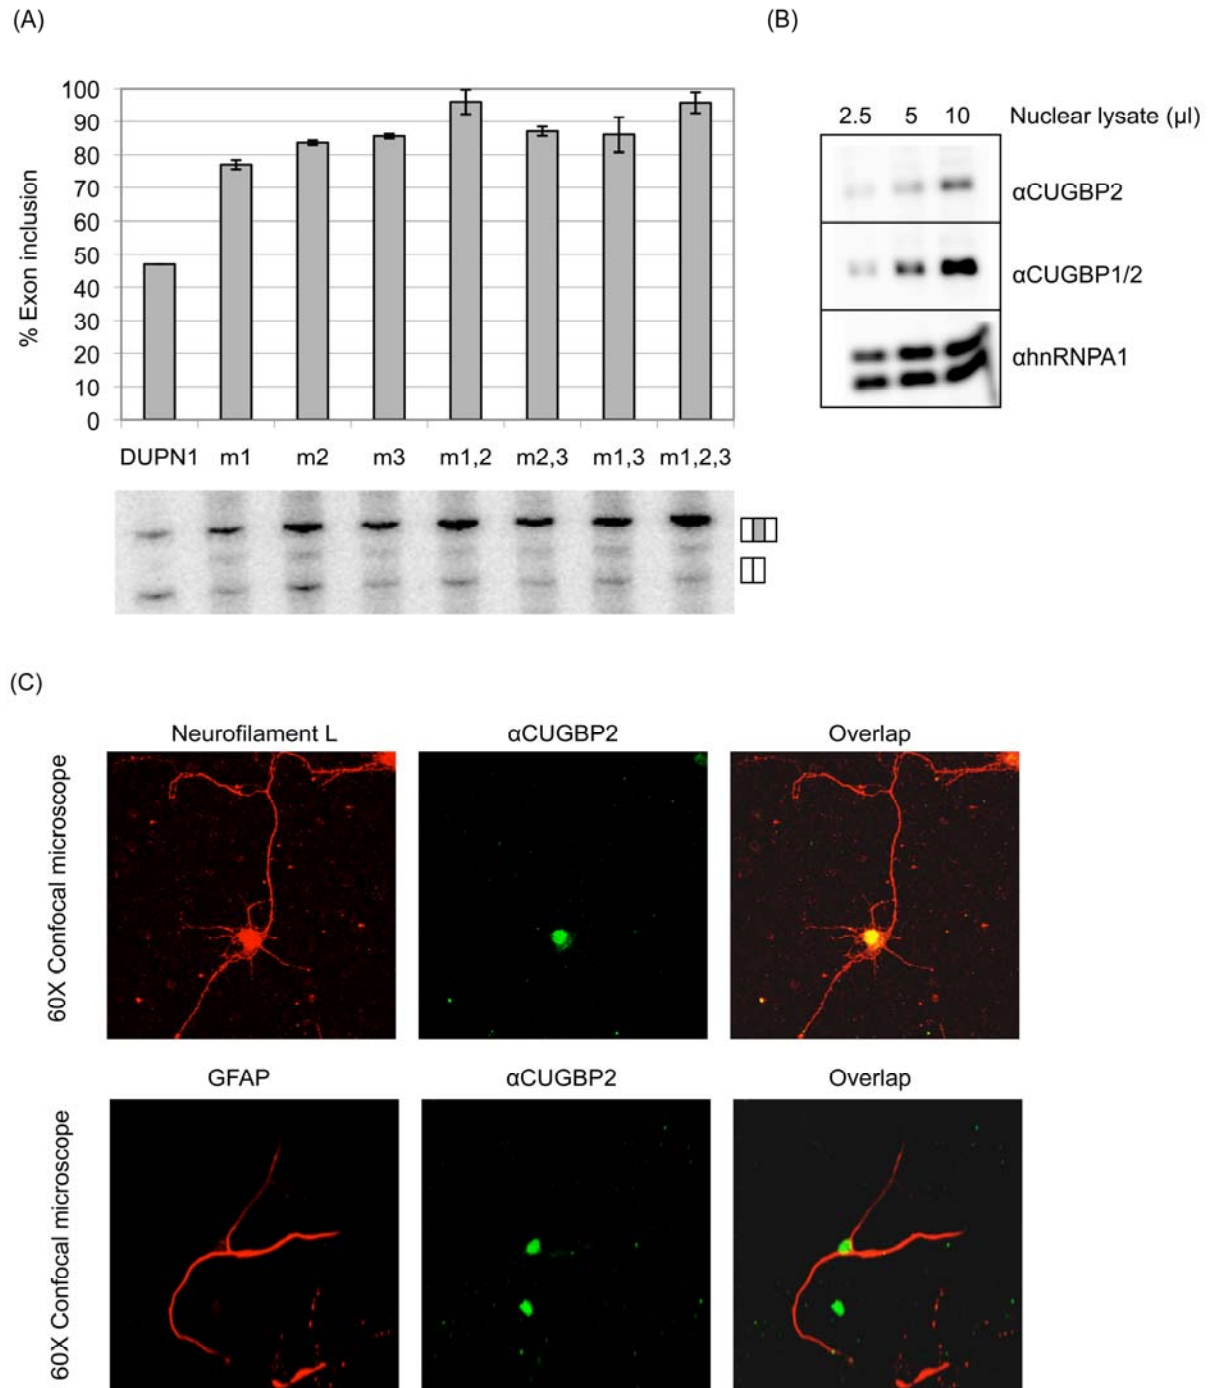 (A)
100
90
80
70
60
50
40
30
20
10
0
% Exon inclusion
DUPN1 m1 m2 m3 m1,2 m2,3 m1,3 m1,2,3
(B)
2.5 5 10 Nuclear lysate (µl)
αCUGBP2
αCUGBP1/2
αhnRNPA1
(C)
Neurofilament L αCUGBP2 Overlap
60X Confocal microscope
GFAP αCUGBP2 Overlap
60X Confocal microscope